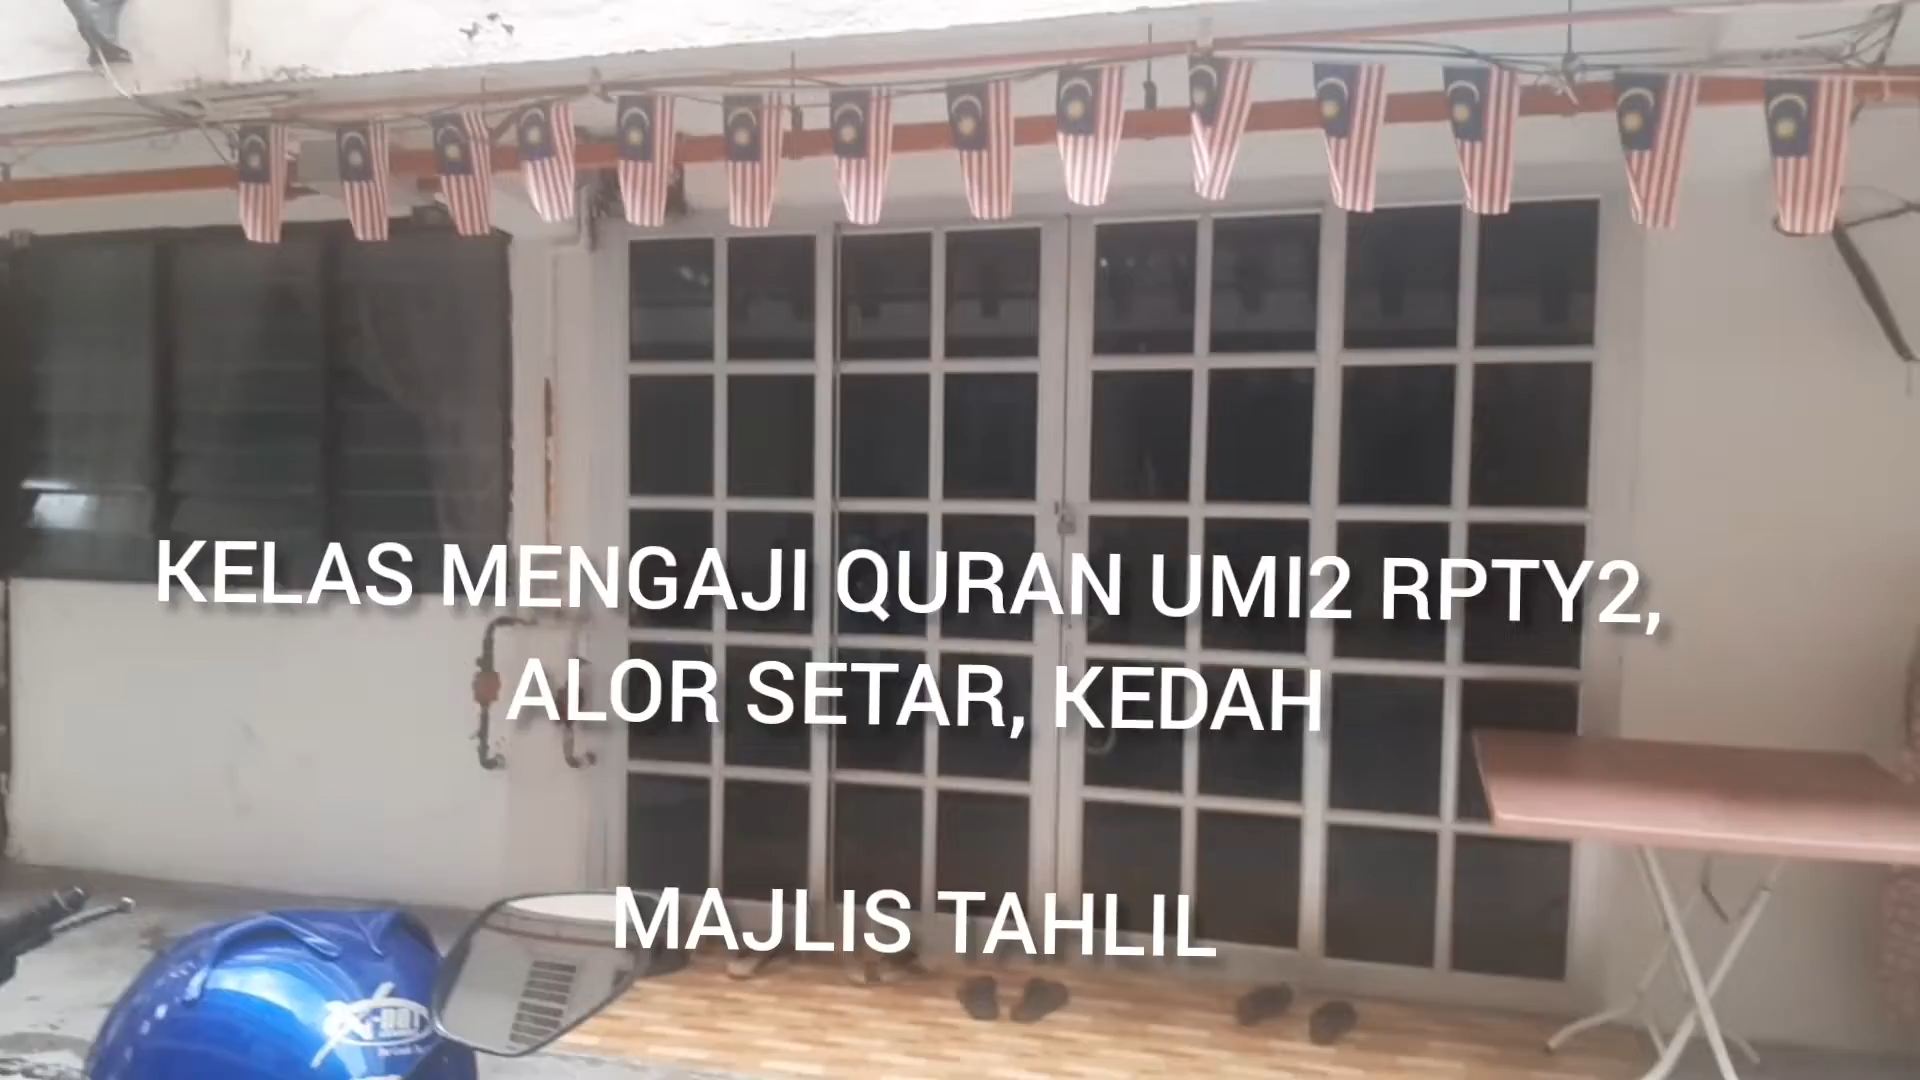 KELAS MENGAJI QURAN UMI2 RPTY2,
ALOR SETAR, KEDAH
MAJLIS TAHLIL